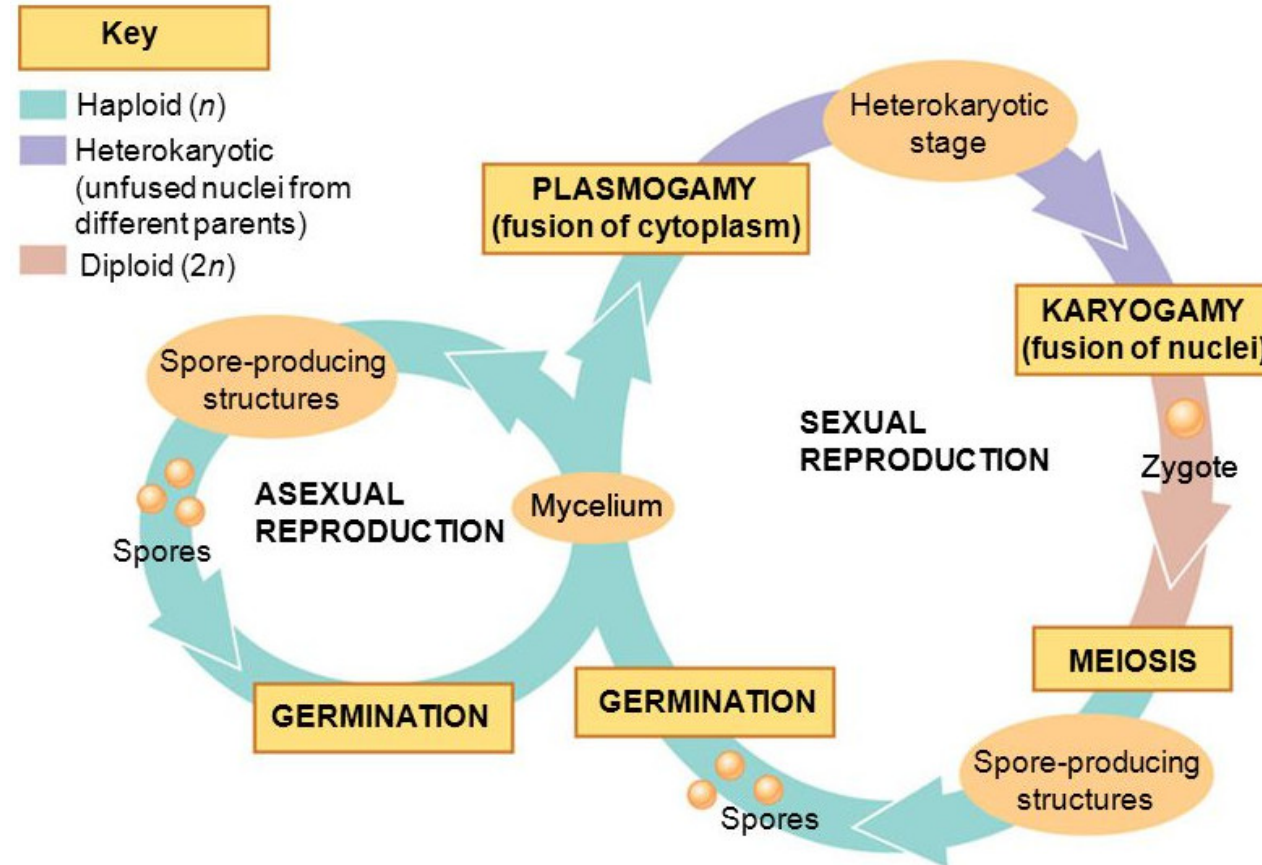 Key
Haploid (n)
Heterokaryotic
(unfused nuclei from
different parents)
Diploid (2n)
Heterokaryotic
stage
PLASMOGAMY
(fusion of cytoplasm)
KARYOGAMY
(fusion of nuclei)
Spore-producing
structures
SEXUAL
REPRODUCTION
Zygote
ASEXUAL
REPRODUCTION
Mycelium
Spores
MEIOSIS
GERMINATION
GERMINATION
Spore-producing
structures
Spores